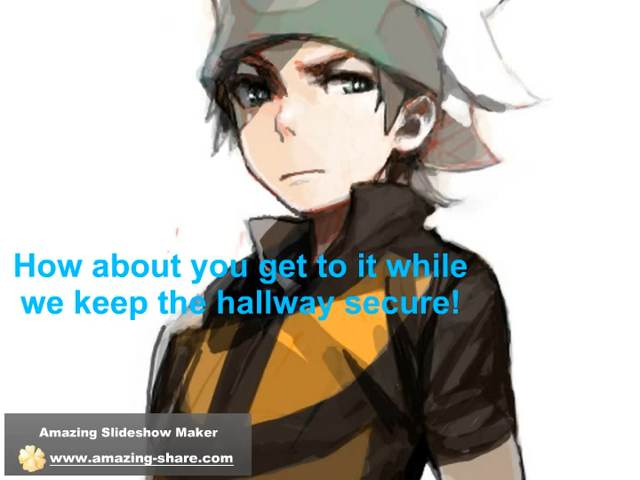 How about you get to it while
we keep the hallway secure!
Amazing Slideshow Maker
www.amazing-share.com